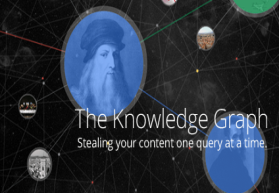 The Knowledge Graph
Stealing your content one query at a time.